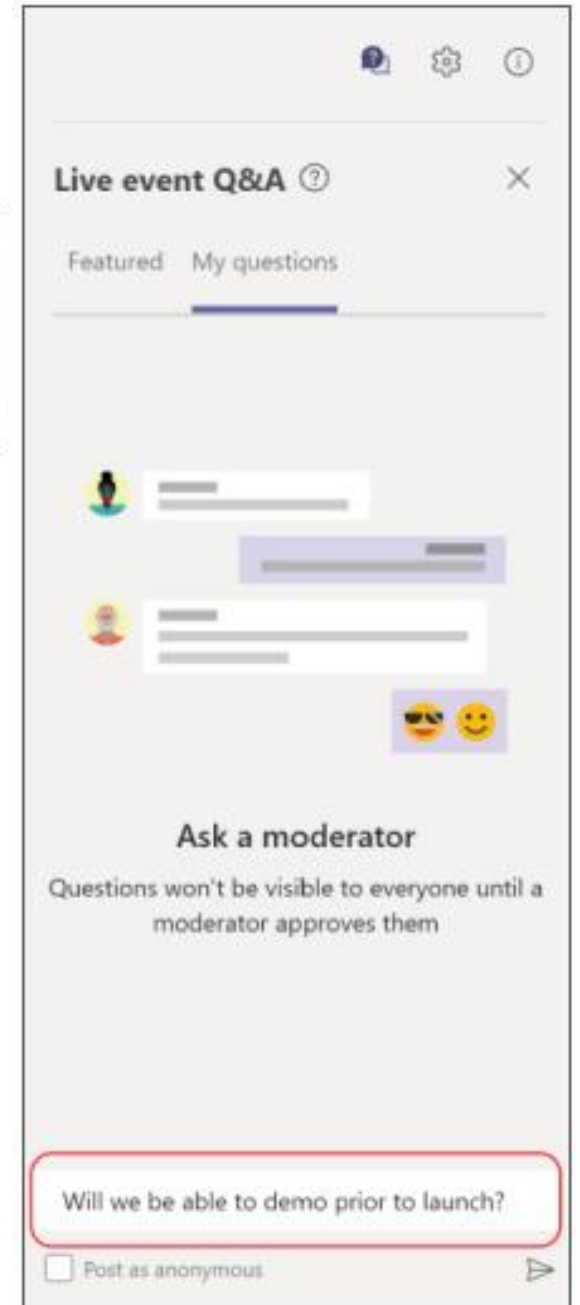 Live event Q&A
Featured My questions
Ask a moderator
Questions won't be visible to everyone until a
moderator approves them
Will we be able to demo prior to launch?
Post as anonymous